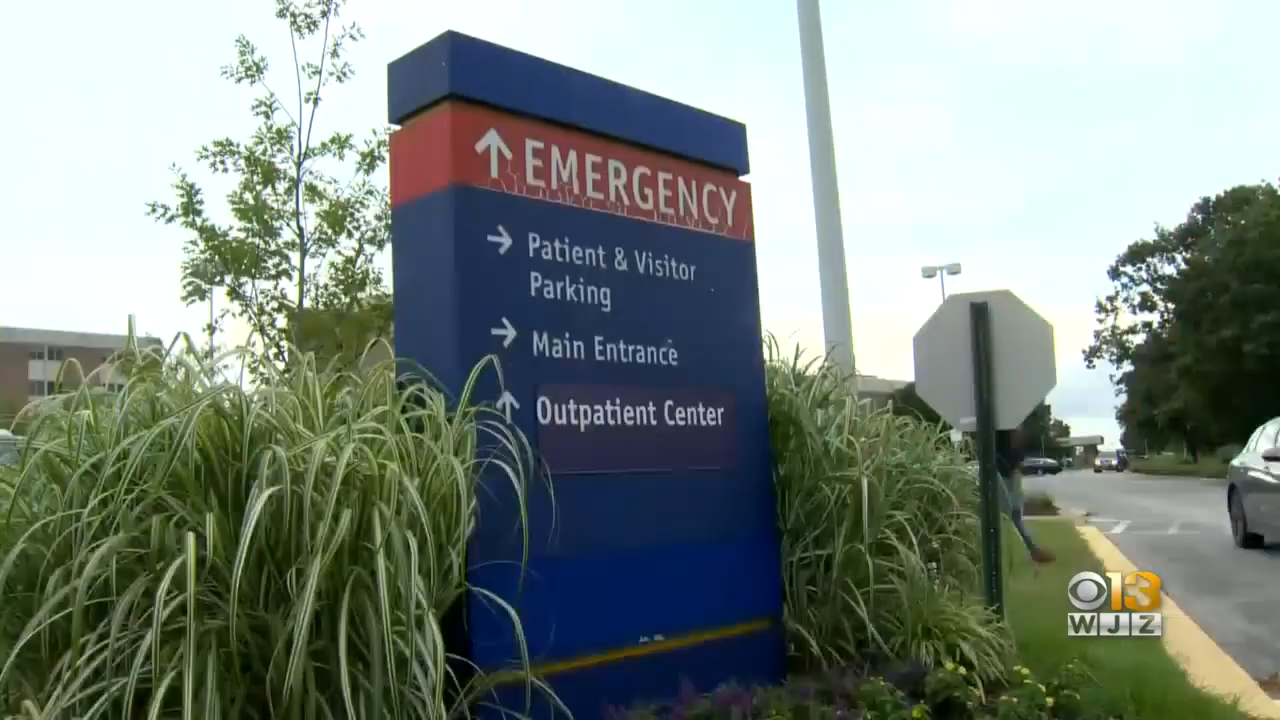 ↑ EMERGENCY
→ Patient & Visitor
Parking
→ Main Entrance
↑ Outpatient Center
13
WJZ